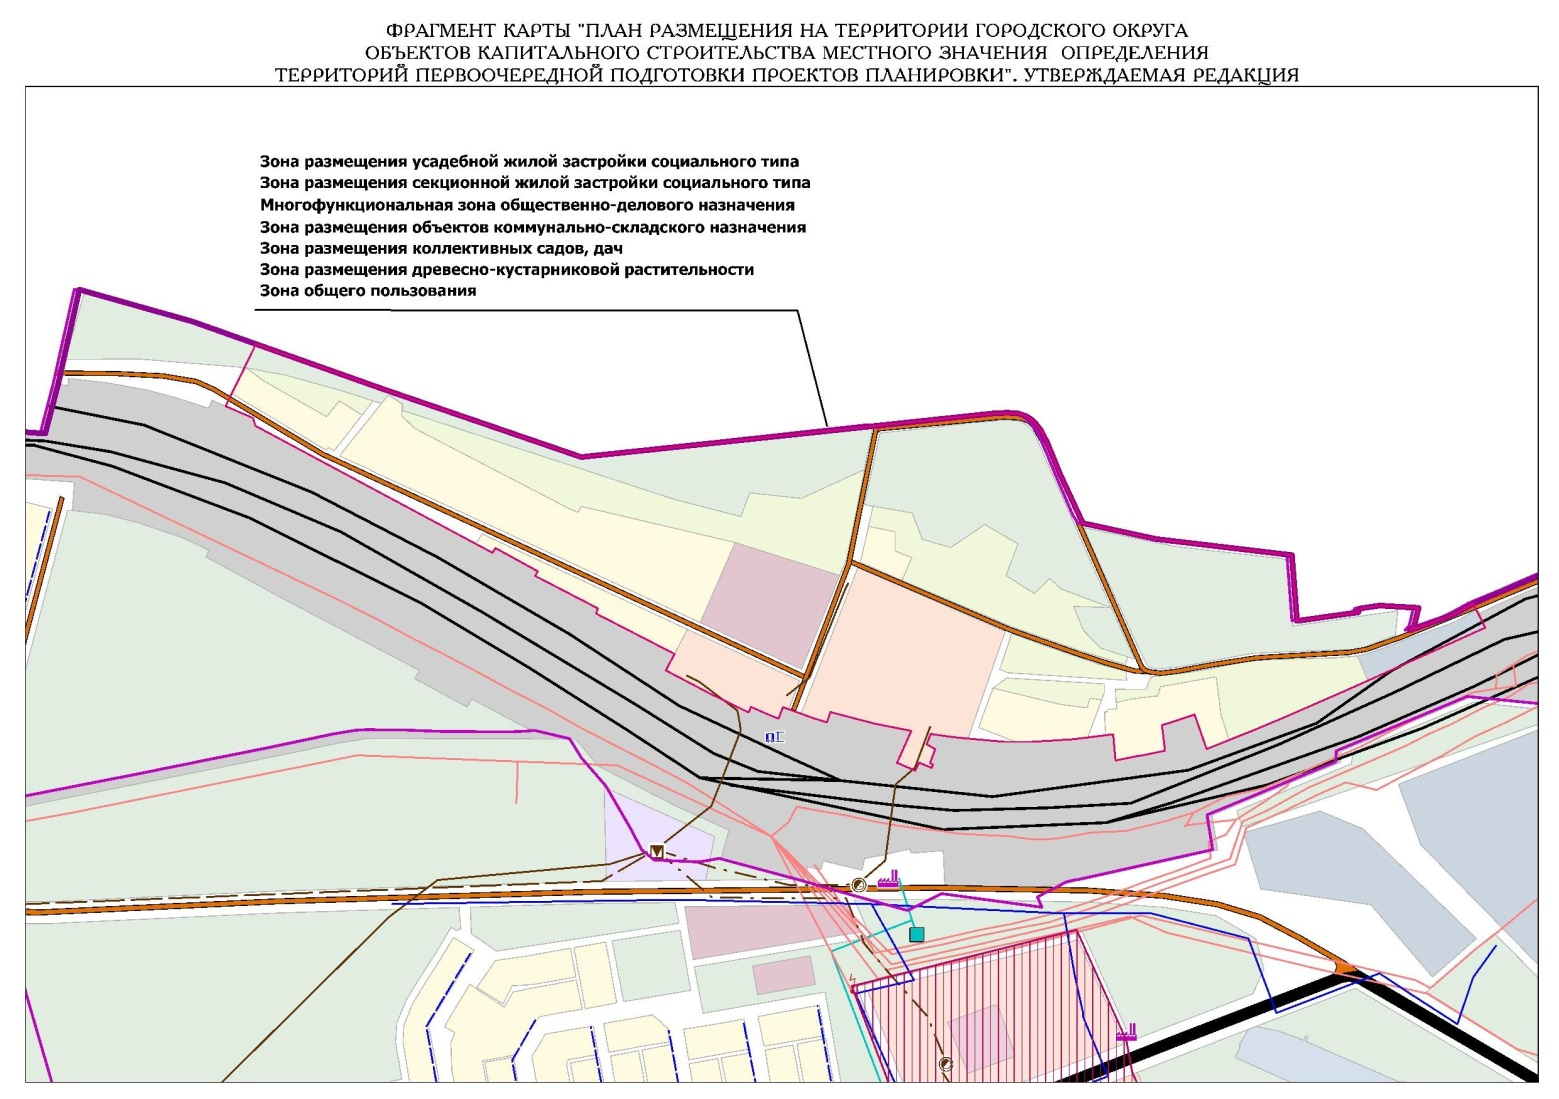 ФРАГМЕНТ КАРТЫ "ПЛАН РАЗМЕЩЕНИЯ НА ТЕРРИТОРИИ ГОРОДСКОГО ОКРУГА
ОБЪЕКТОВ КАПИТАЛЬНОГО СТРОИТЕЛЬСТВА МЕСТНОГО ЗНАЧЕНИЯ ОПРЕДЕЛЕНИЯ
ТЕРРИТОРИЙ ПЕРВООЧЕРЕДНОЙ ПОДГОТОВКИ ПРОЕКТОВ ПЛАНИРОВКИ". УТВЕРЖДАЕМАЯ РЕДАКЦИЯ
Зона размещения усадебной жилой застройки социального типа
Зона размещения секционной жилой застройки социального типа
Многофункциональная зона общественно-делового назначения
Зона размещения объектов коммунально-складского назначения
Зона размещения коллективных садов, дач
Зона размещения древесно-кустарниковой растительности
Зона общего пользования